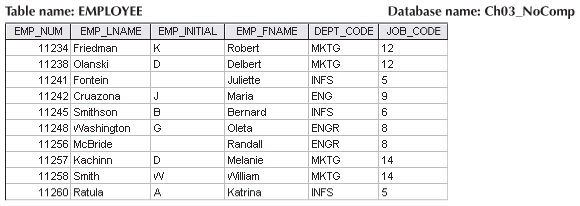 Table name: EMPLOYEE Database name: Ch03_NoComp
EMP_NUM EMP_LNAME EMP_INITIAL EMP_FNAME DEPT_CODE JOB_CODE
11234 Friedman K Robert MKTG 12
11238 Olanski D Delbert MKTG 12
11241 Fontein Juliette INFS 5
11242 Cruazona J Maria ENG 9
11245 Smithson B Bernard INFS 6
11248 Washington G Oleta ENGR 8
11256 McBride Randall ENGR 8
11257 Kachinn D Melanie MKTG 14
11258 Smith W William MKTG 14
11260 Ratula A Katrina INFS 5